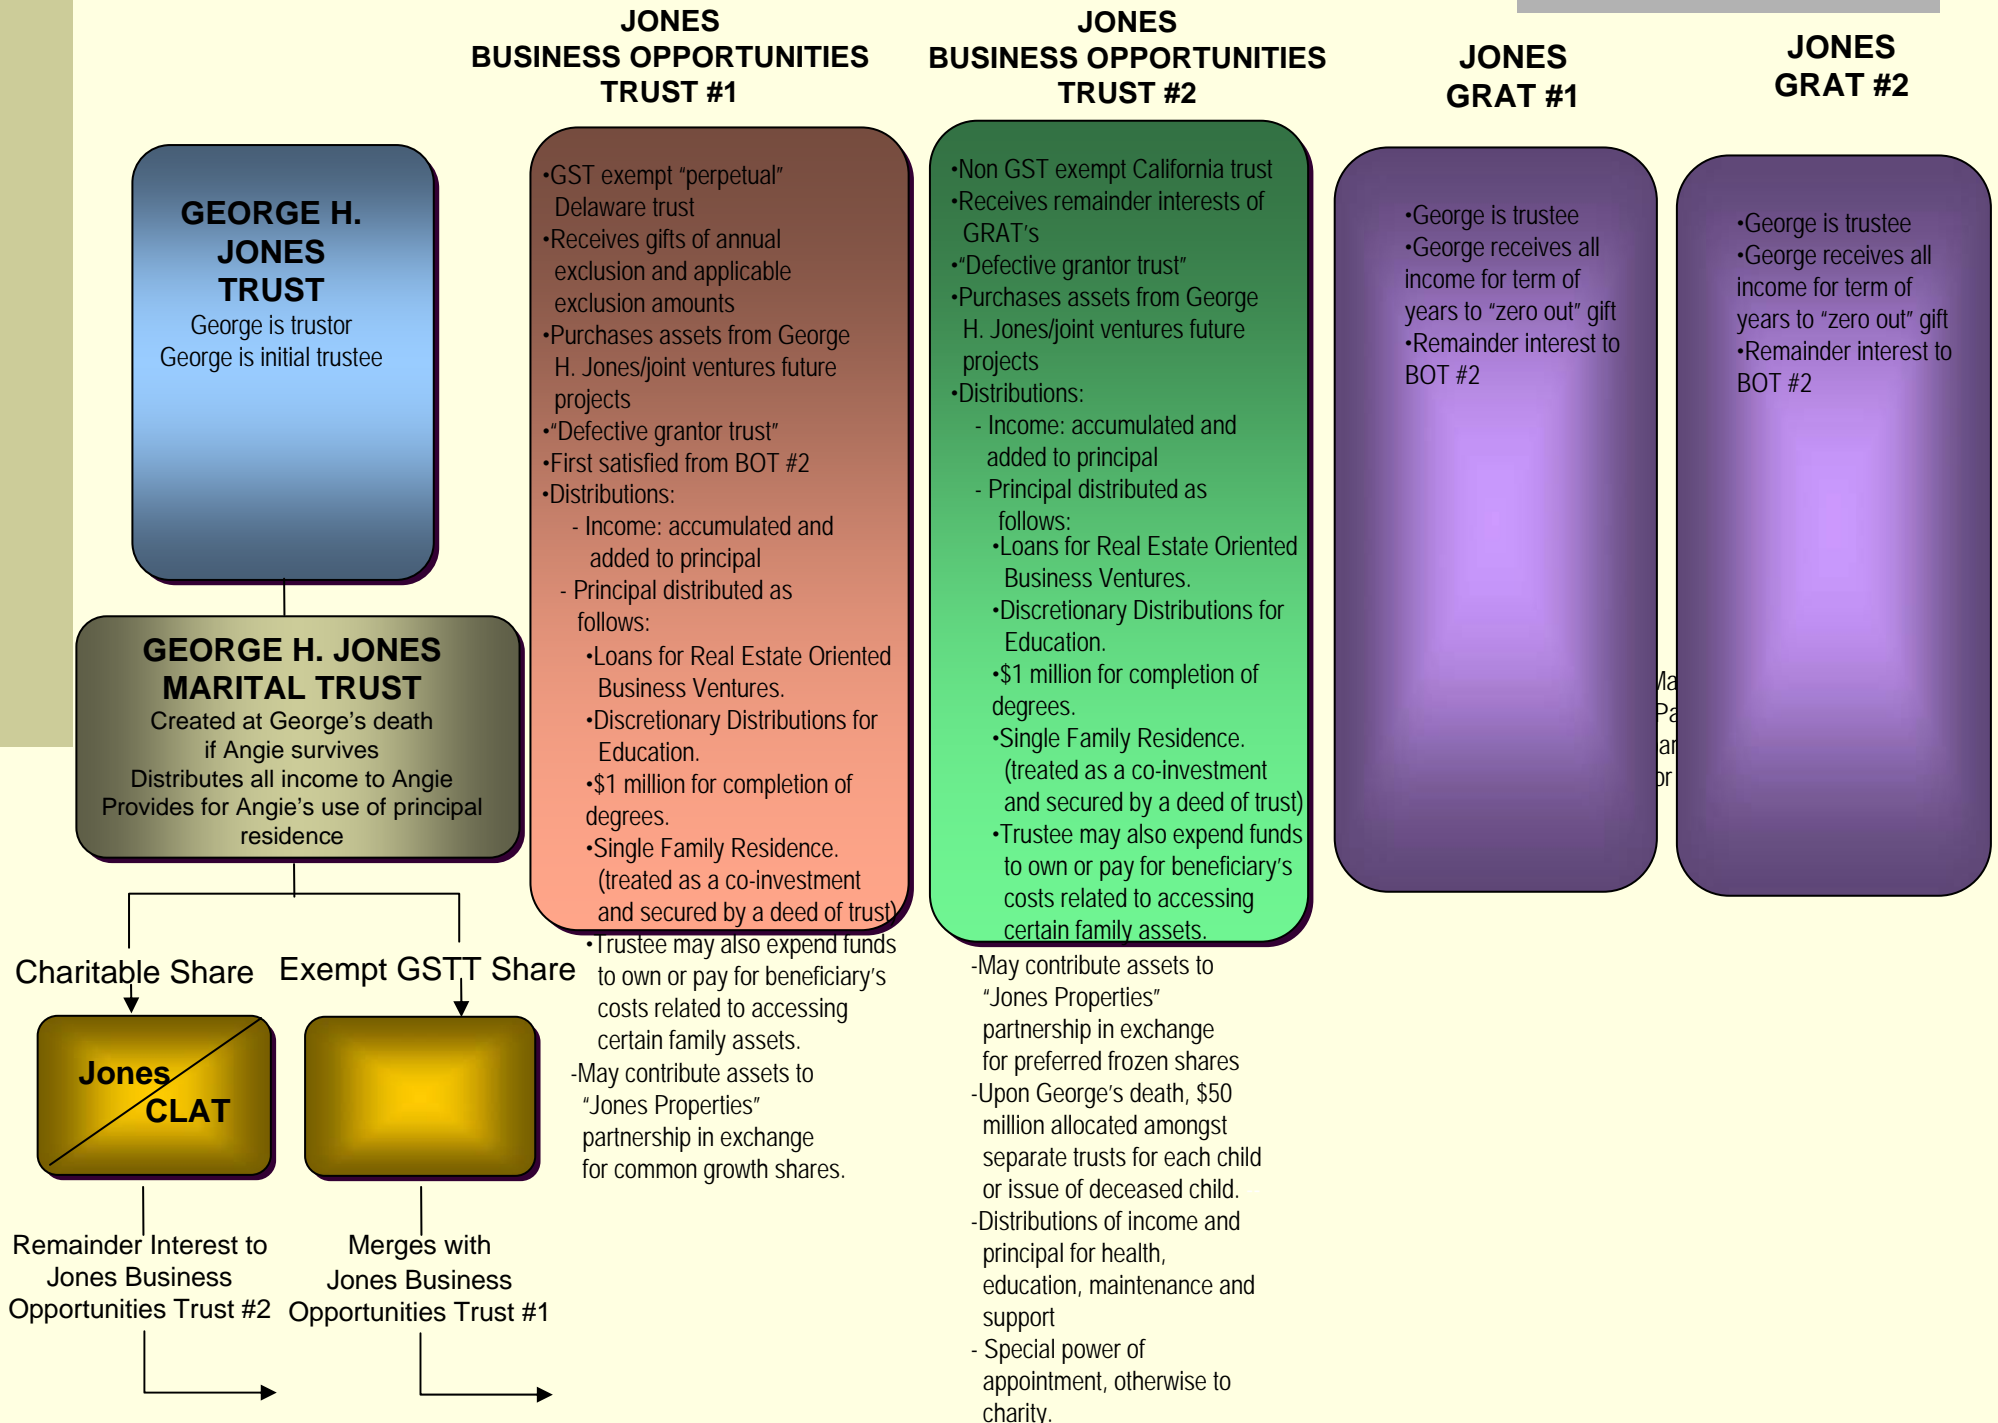 JONES
BUSINESS OPPORTUNITIES
TRUST #1
JONES
BUSINESS OPPORTUNITIES
TRUST #2
JONES
GRAT #1
JONES
GRAT #2
GEORGE H.
JONES
TRUST
George is trustor
George is initial trustee
GEORGE H. JONES
MARITAL TRUST
Created at George’s death
if Angie survives
Distributes all income to Angie
Provides for Angie’s use of principal
residence
Charitable Share
Exempt GSTT Share
Jones
CLAT
Remainder Interest to
Jones Business
Opportunities Trust #2
Merges with
Jones Business
Opportunities Trust #1
•GST exempt “perpetual”
Delaware trust
•Receives gifts of annual
exclusion and applicable
exclusion amounts
•Purchases assets from George
H. Jones/joint ventures future
projects
•“Defective grantor trust”
•First satisfied from BOT #2
•Distributions:
- Income: accumulated and
added to principal
- Principal distributed as
follows:
•Loans for Real Estate Oriented
Business Ventures.
•Discretionary Distributions for
Education.
•$1 million for completion of
degrees.
•Single Family Residence.
(treated as a co-investment
and secured by a deed of trust)
•Trustee may also expend funds
to own or pay for beneficiary’s
costs related to accessing
certain family assets.
-May contribute assets to
“Jones Properties”
partnership in exchange
for common growth shares.
•Non GST exempt California trust
•Receives remainder interests of
GRAT’s
•“Defective grantor trust”
•Purchases assets from George
H. Jones/joint ventures future
projects
•Distributions:
- Income: accumulated and
added to principal
- Principal distributed as
follows:
•Loans for Real Estate Oriented
Business Ventures.
•Discretionary Distributions for
Education.
•$1 million for completion of
degrees.
•Single Family Residence.
(treated as a co-investment
and secured by a deed of trust)
•Trustee may also expend funds
to own or pay for beneficiary’s
costs related to accessing
certain family assets.
-May contribute assets to
“Jones Properties”
partnership in exchange
for preferred frozen shares
-Upon George’s death, $50
million allocated amongst
separate trusts for each child
or issue of deceased child.
-Distributions of income and
principal for health,
education, maintenance and
support
- Special power of
appointment, otherwise to
charity.
•George is trustee
•George receives all
income for term of
years to “zero out” gift
•Remainder interest to
BOT #2
•George is trustee
•George receives all
income for term of
years to “zero out” gift
•Remainder interest to
BOT #2